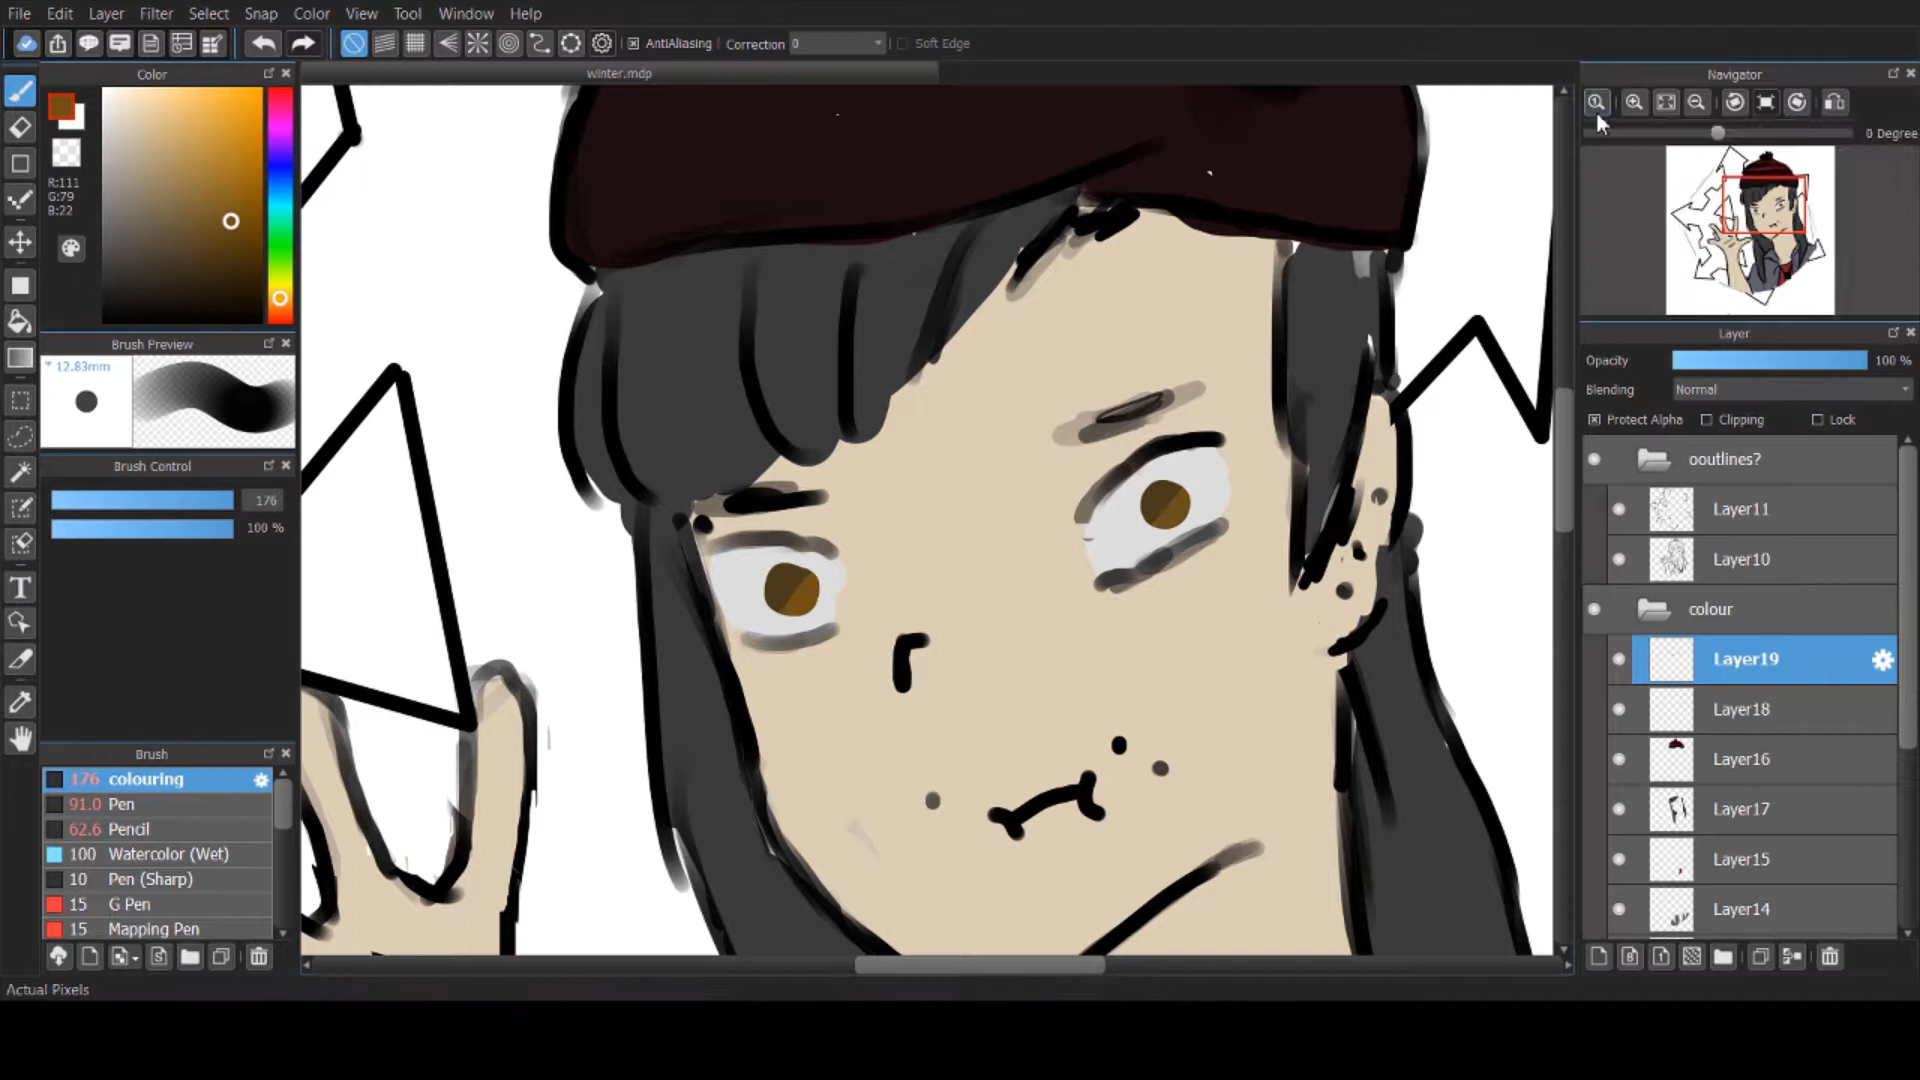 File Edit Layer Filter Select Snap Color View Tool Window Help
AntiAliasing Correction 0 Soft Edge
Color
R:111
G:79
B:22
Brush Preview
* 12.83mm
Brush Control
176
100 %
Brush
176 colouring
91.0 Pen
62.6 Pencil
100 Watercolor (Wet)
10 Pen (Sharp)
15 G Pen
15 Mapping Pen
Actual Pixels
winter.mdp
Navigator
0 Degree
Layer
Opacity 100 %
Blending Normal
Protect Alpha Clipping Lock
ooutlines?
Layer11
Layer10
colour
Layer19
Layer18
Layer16
Layer17
Layer15
Layer14